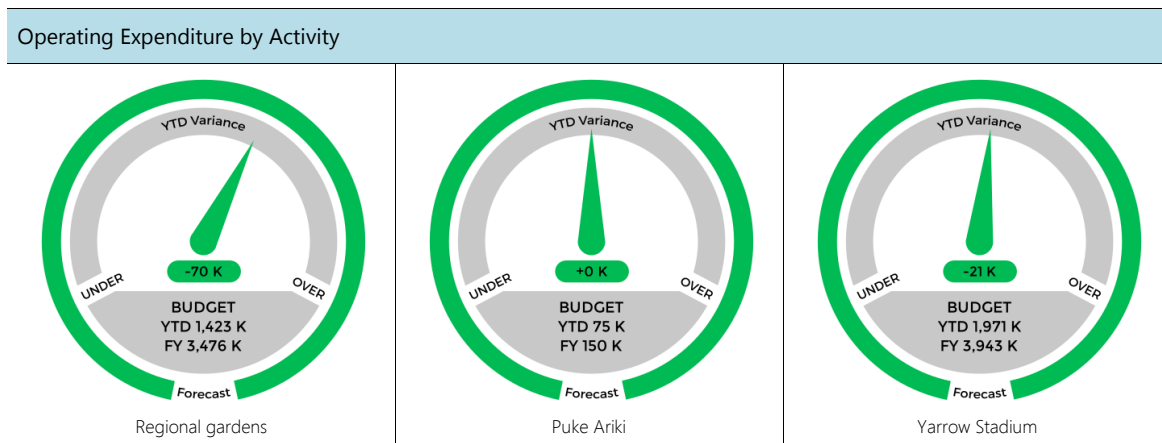 Operating Expenditure by Activity
YTD Variance
-70 K
UNDER
OVER
BUDGET
YTD 1,423 K
FY 3,476 K
Forecast
Regional gardens
YTD Variance
+0 K
UNDER
OVER
BUDGET
YTD 75 K
FY 150 K
Forecast
Puke Ariki
YTD Variance
-21 K
UNDER
OVER
BUDGET
YTD 1,971 K
FY 3,943 K
Forecast
Yarrow Stadium